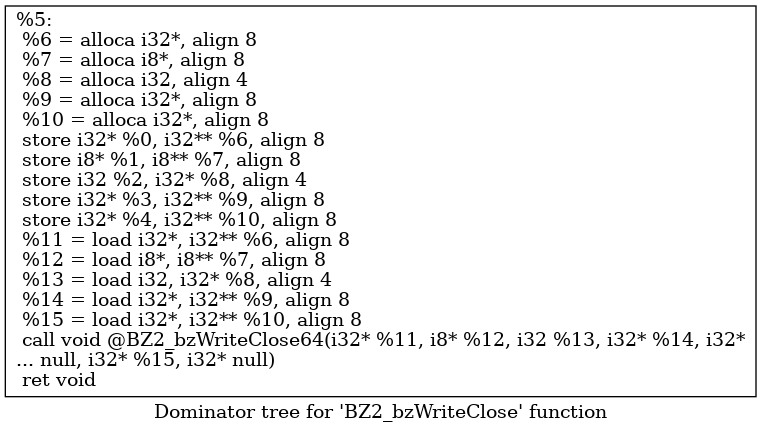 %5:
%6 = alloca i32*, align 8
%7 = alloca i8*, align 8
%8 = alloca i32, align 4
%9 = alloca i32*, align 8
%10 = alloca i32*, align 8
store i32* %0, i32** %6, align 8
store i8* %1, i8** %7, align 8
store i32 %2, i32* %8, align 4
store i32* %3, i32** %9, align 8
store i32* %4, i32** %10, align 8
%11 = load i32*, i32** %6, align 8
%12 = load i8*, i8** %7, align 8
%13 = load i32, i32* %8, align 4
%14 = load i32*, i32** %9, align 8
%15 = load i32*, i32** %10, align 8
call void @BZ2_bzWriteClose64(i32* %11, i8* %12, i32 %13, i32* %14, i32*
... null, i32* %15, i32* null)
ret void
Dominator tree for 'BZ2_bzWriteClose' function